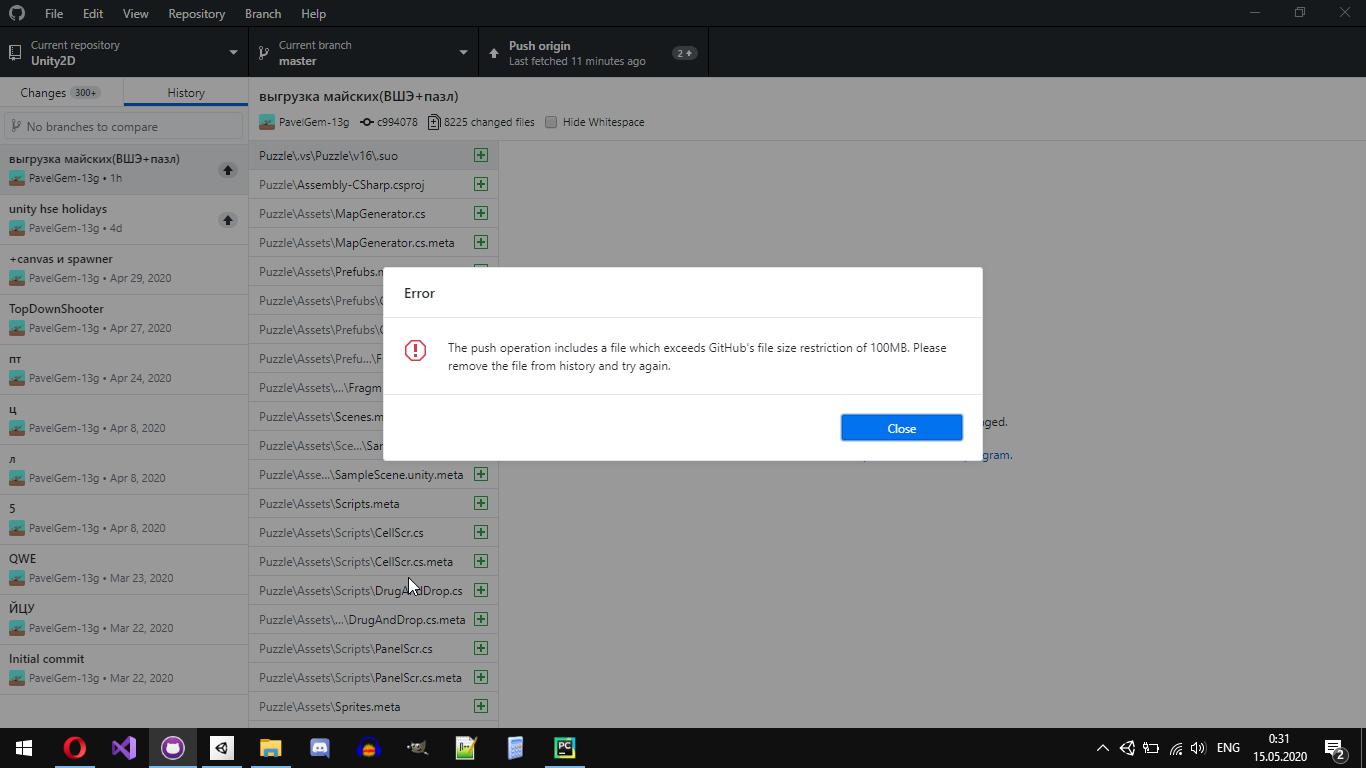 File Edit View Repository Branch Help
Current repository
Unity2D
Current branch
master
Push origin
Last fetched 11 minutes ago
2
Changes 300+
History
No branches to compare
выгрузка майских(ВШЭ+пазл)
PavelGem-13g • 1h
unity hse holidays
PavelGem-13g • 4d
+canvas и spawner
PavelGem-13g • Apr 29, 2020
TopDownShooter
PavelGem-13g • Apr 27, 2020
пт
PavelGem-13g • Apr 24, 2020
ц
PavelGem-13g • Apr 8, 2020
л
PavelGem-13g • Apr 8, 2020
5
PavelGem-13g • Apr 8, 2020
QWE
PavelGem-13g • Mar 23, 2020
ЙЦУ
PavelGem-13g • Mar 22, 2020
Initial commit
PavelGem-13g • Mar 22, 2020
выгрузка майских(ВШЭ+пазл)
PavelGem-13g c994078 8225 changed files Hide Whitespace
Puzzle\.vs\Puzzle\v16\.suo
Puzzle\Assembly-CSharp.csproj
Puzzle\Assets\MapGenerator.cs
Puzzle\Assets\MapGenerator.cs.meta
Puzzle\Assets\Prefubs.m
Puzzle\Assets\Prefubs\
Puzzle\Assets\Prefubs\
Puzzle\Assets\Prefu...\F
Puzzle\Assets\...\Fragm
Puzzle\Assets\Scenes.m
Puzzle\Assets\Sce...\Sa
Puzzle\Asse...\SampleScene.unity.meta
Puzzle\Assets\Scripts.meta
Puzzle\Assets\Scripts\CellScr.cs
Puzzle\Assets\Scripts\CellScr.cs.meta
Puzzle\Assets\Scripts\DrugAndDrop.cs
Puzzle\Assets\...\DrugAndDrop.cs.meta
Puzzle\Assets\Scripts\PanelScr.cs
Puzzle\Assets\Scripts\PanelScr.cs.meta
Puzzle\Assets\Sprites.meta
Error
The push operation includes a file which exceeds GitHub's file size restriction of 100MB. Please
remove the file from history and try again.
Close
aged.
gram.
PC
ENG
0:31
15.05.2020
2